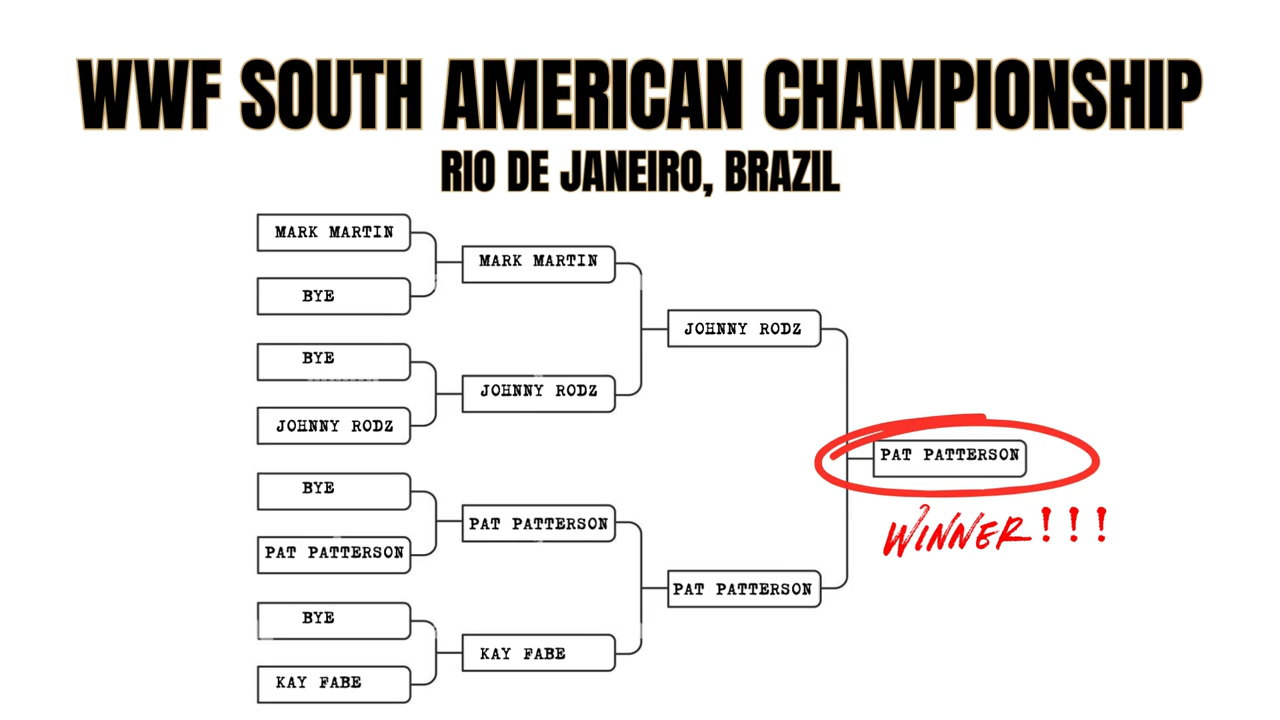 WWF SOUTH AMERICAN CHAMPIONSHIP
RIO DE JANEIRO, BRAZIL
MARK MARTIN
BYE
BYE
JOHNNY RODZ
BYE
PAT PATTERSON
BYE
KAY FABE
MARK MARTIN
JOHNNY RODZ
PAT PATTERSON
KAY FABE
JOHNNY RODZ
PAT PATTERSON
PAT PATTERSON
WINNER!!!